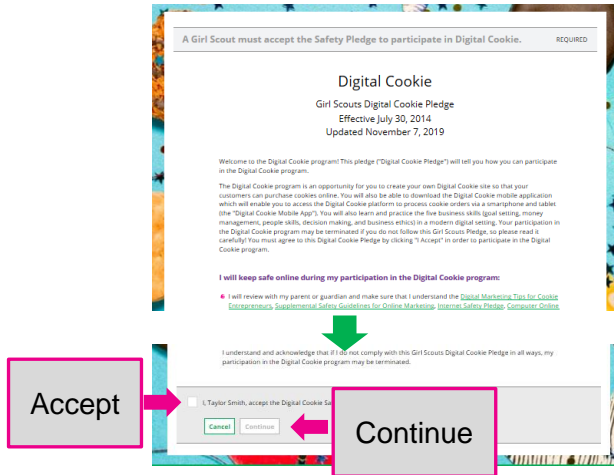 A Girl Scout must accept the Safety Pledge to participate in Digital Cookie. REQUIRED
Digital Cookie
Girl Scouts Digital Cookie Pledge
Effective July 30, 2014
Updated November 7, 2019
Welcome to the Digital Cookie program! This pledge ("Digital Cookie Pledge") will tell you how you can participate
in the Digital Cookie program.
The Digital Cookie program is an opportunity for you to create your own Digital Cookie site so that your
customers can purchase cookies online. You will also be able to download the Digital Cookie mobile application
which will enable you to access the Digital Cookie platform to process cookie orders via a smartphone and tablet
(the "Digital Cookie Mobile App"). You will also learn and practice the five business skills (goal setting, money
management, people skills, decision making, and business ethics) in a modern digital setting. Your participation in
the Digital Cookie program may be terminated if you do not follow this Girl Scouts Pledge, so please read it
carefully! You must agree to this Digital Cookie Pledge by clicking "I Accept" in order to participate in the Digital
Cookie program.
I will keep safe online during my participation in the Digital Cookie program:
I will review with my parent or guardian and make sure that I understand the Digital Marketing Tips for Cookie
Entrepreneurs, Supplemental Safety Guidelines for Online Marketing, Internet Safety Pledge, Computer Online
I understand and acknowledge that if I do not comply with this Girl Scouts Digital Cookie Pledge in all ways, my
participation in the Digital Cookie program may be terminated.
Accept
I, Taylor Smith, accept the Digital Cookie Sa
Cancel Continue
Continue